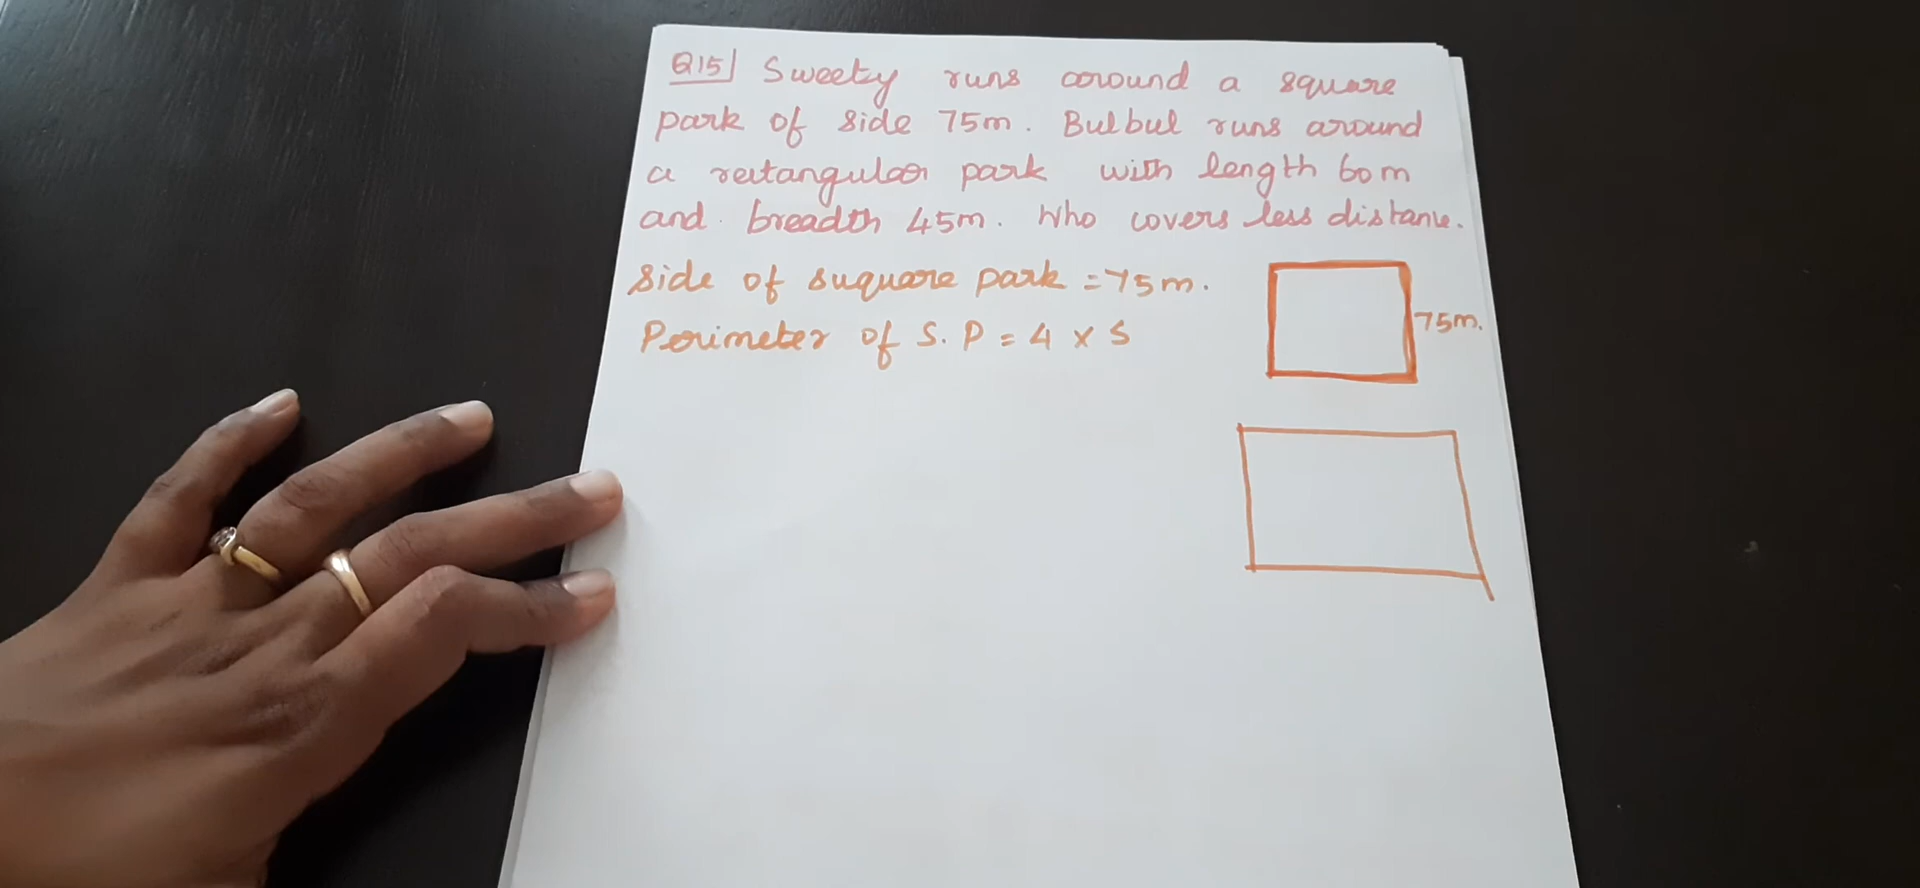 Q15 Sweety runs around a square
park of side 75m. Bulbul runs around
a rectangular park with length 60m
and breadth 45m. Who covers less distance.
Side of suquare park = 75m.
75m.
Perimeter of S.P = 4 x S